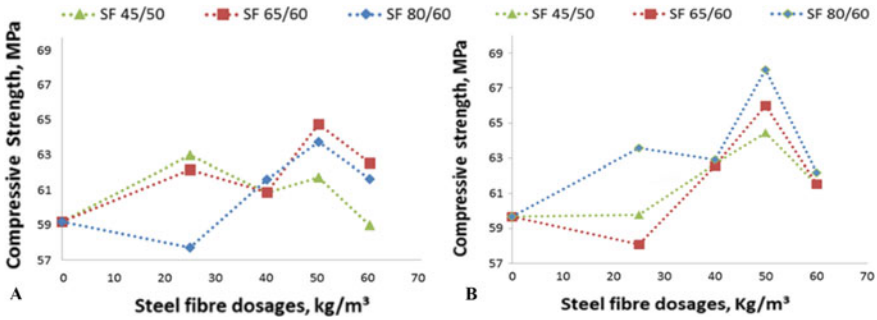 SF 45/50 SF 65/60 SF 80/60
Compressive Strength, MPa
69
67
65
63
61
59
57
0 10 20 30 40 50 60 70
Steel fibre dosages, kg/m³
A
SF 45/50 SF 65/60 SF 80/60
Compressive strength, MPa
69
67
65
63
61
59
57
0 10 20 30 40 50 60 70
Steel fibre dosages, Kg/m³
B